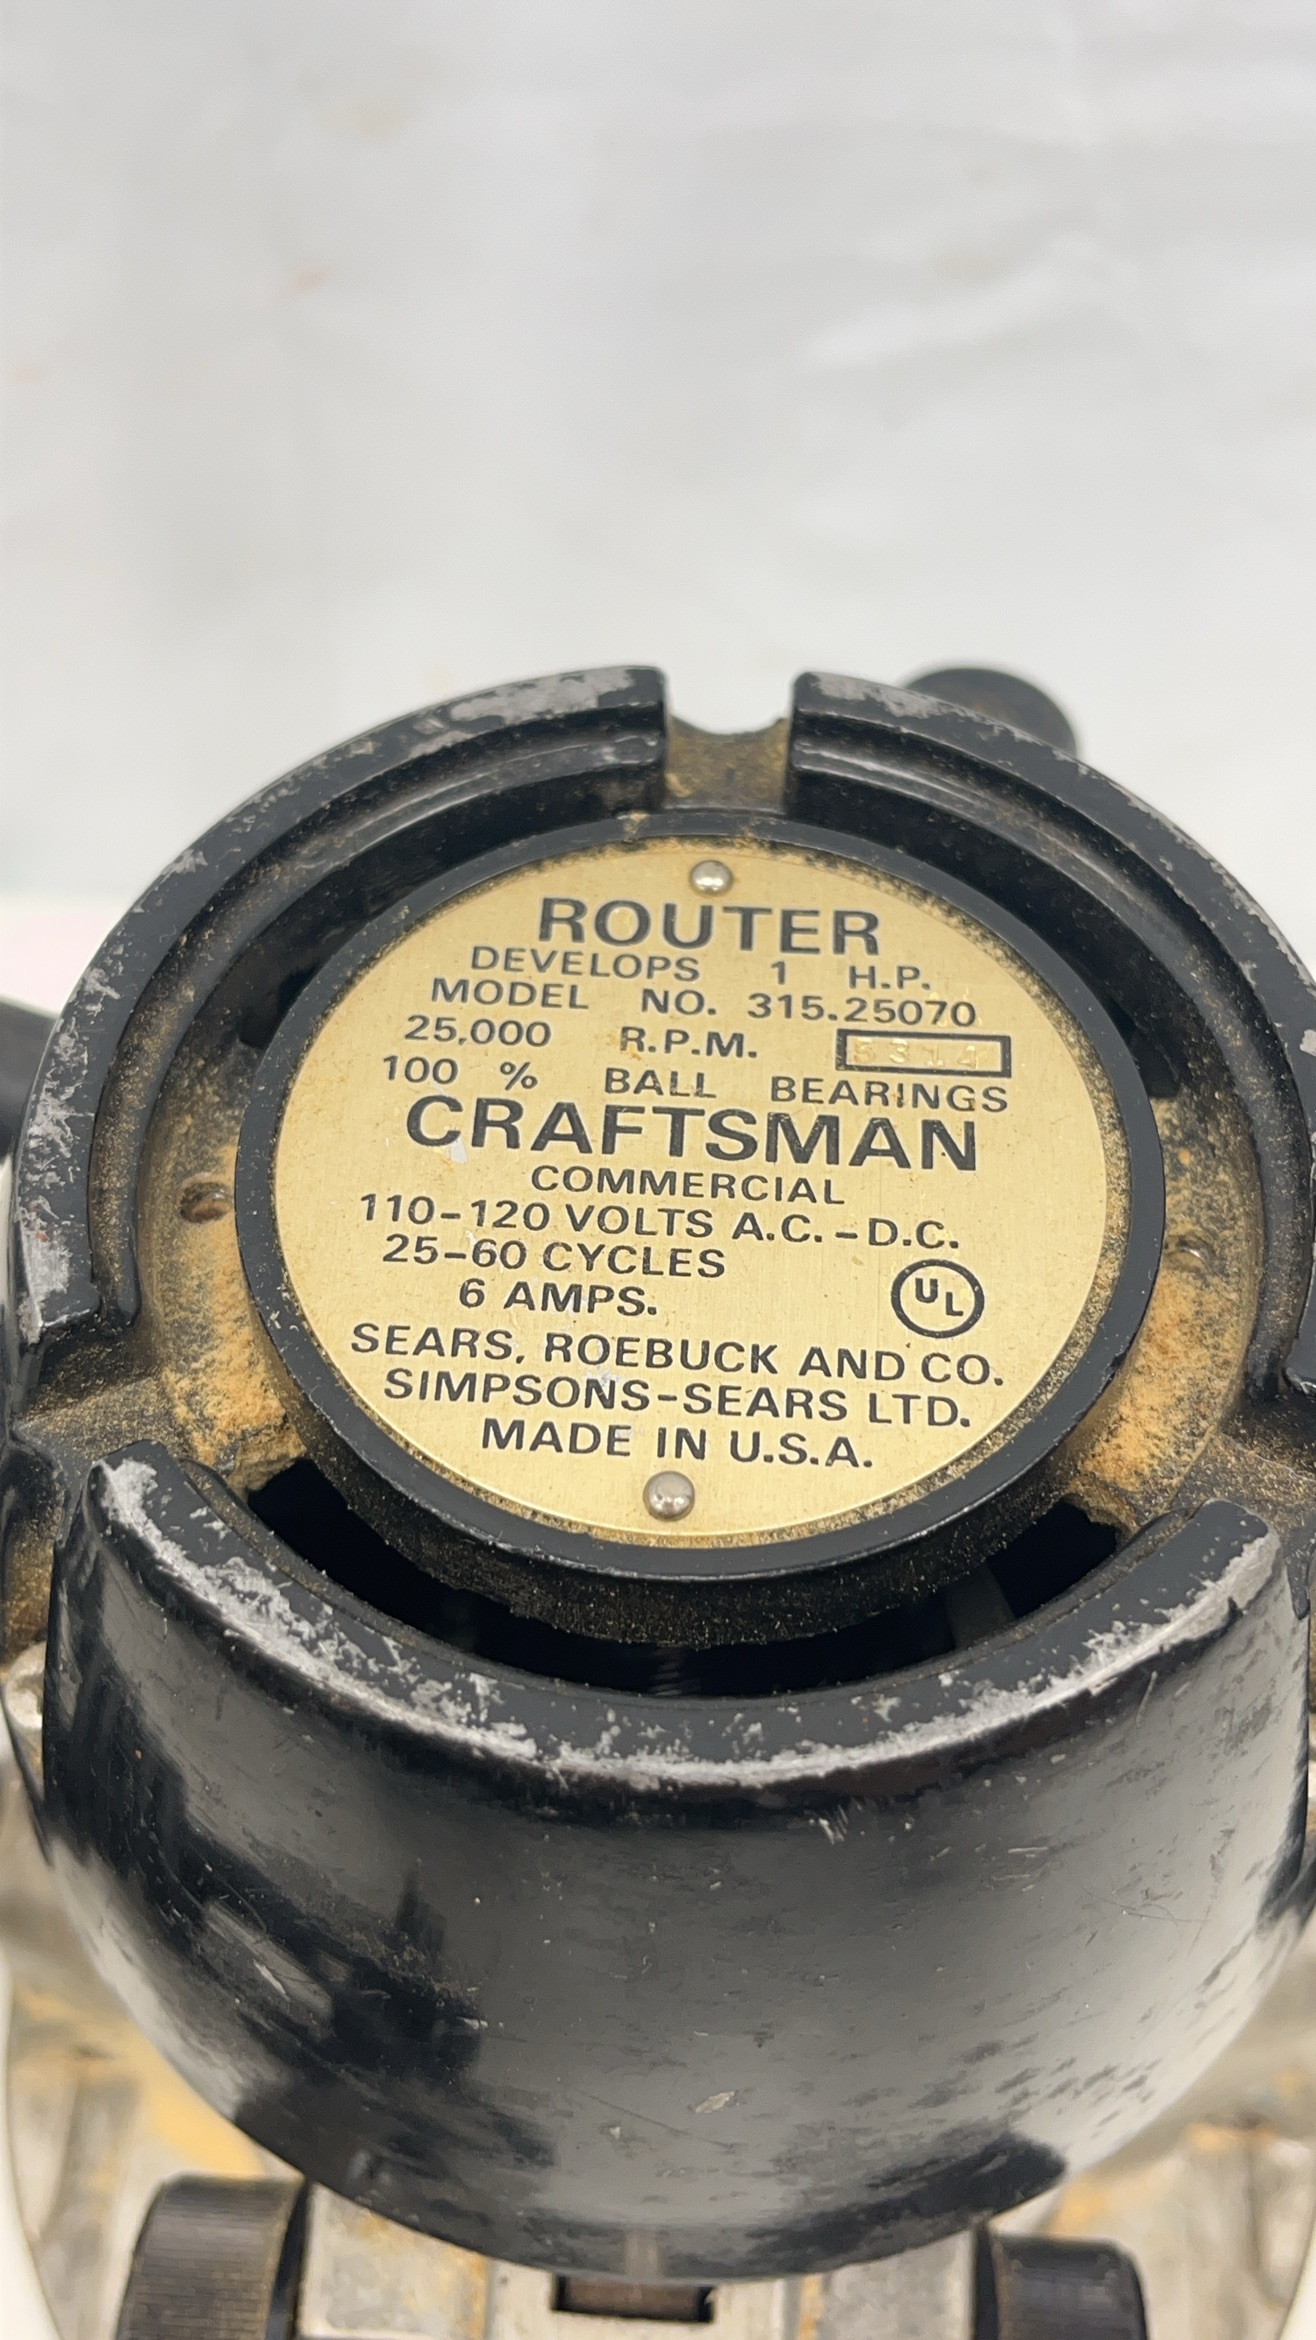 ROUTER
DEVELOPS 1 H.P.
MODEL NO. 315.25070
25,000 R.P.M.
100 % BALL BEARINGS
CRAFTSMAN
COMMERCIAL
110-120 VOLTS A.C. - D.C.
25-60 CYCLES
6 AMPS.
UL
SEARS, ROEBUCK AND CO.
SIMPSONS-SEARS LTD.
MADE IN U.S.A.